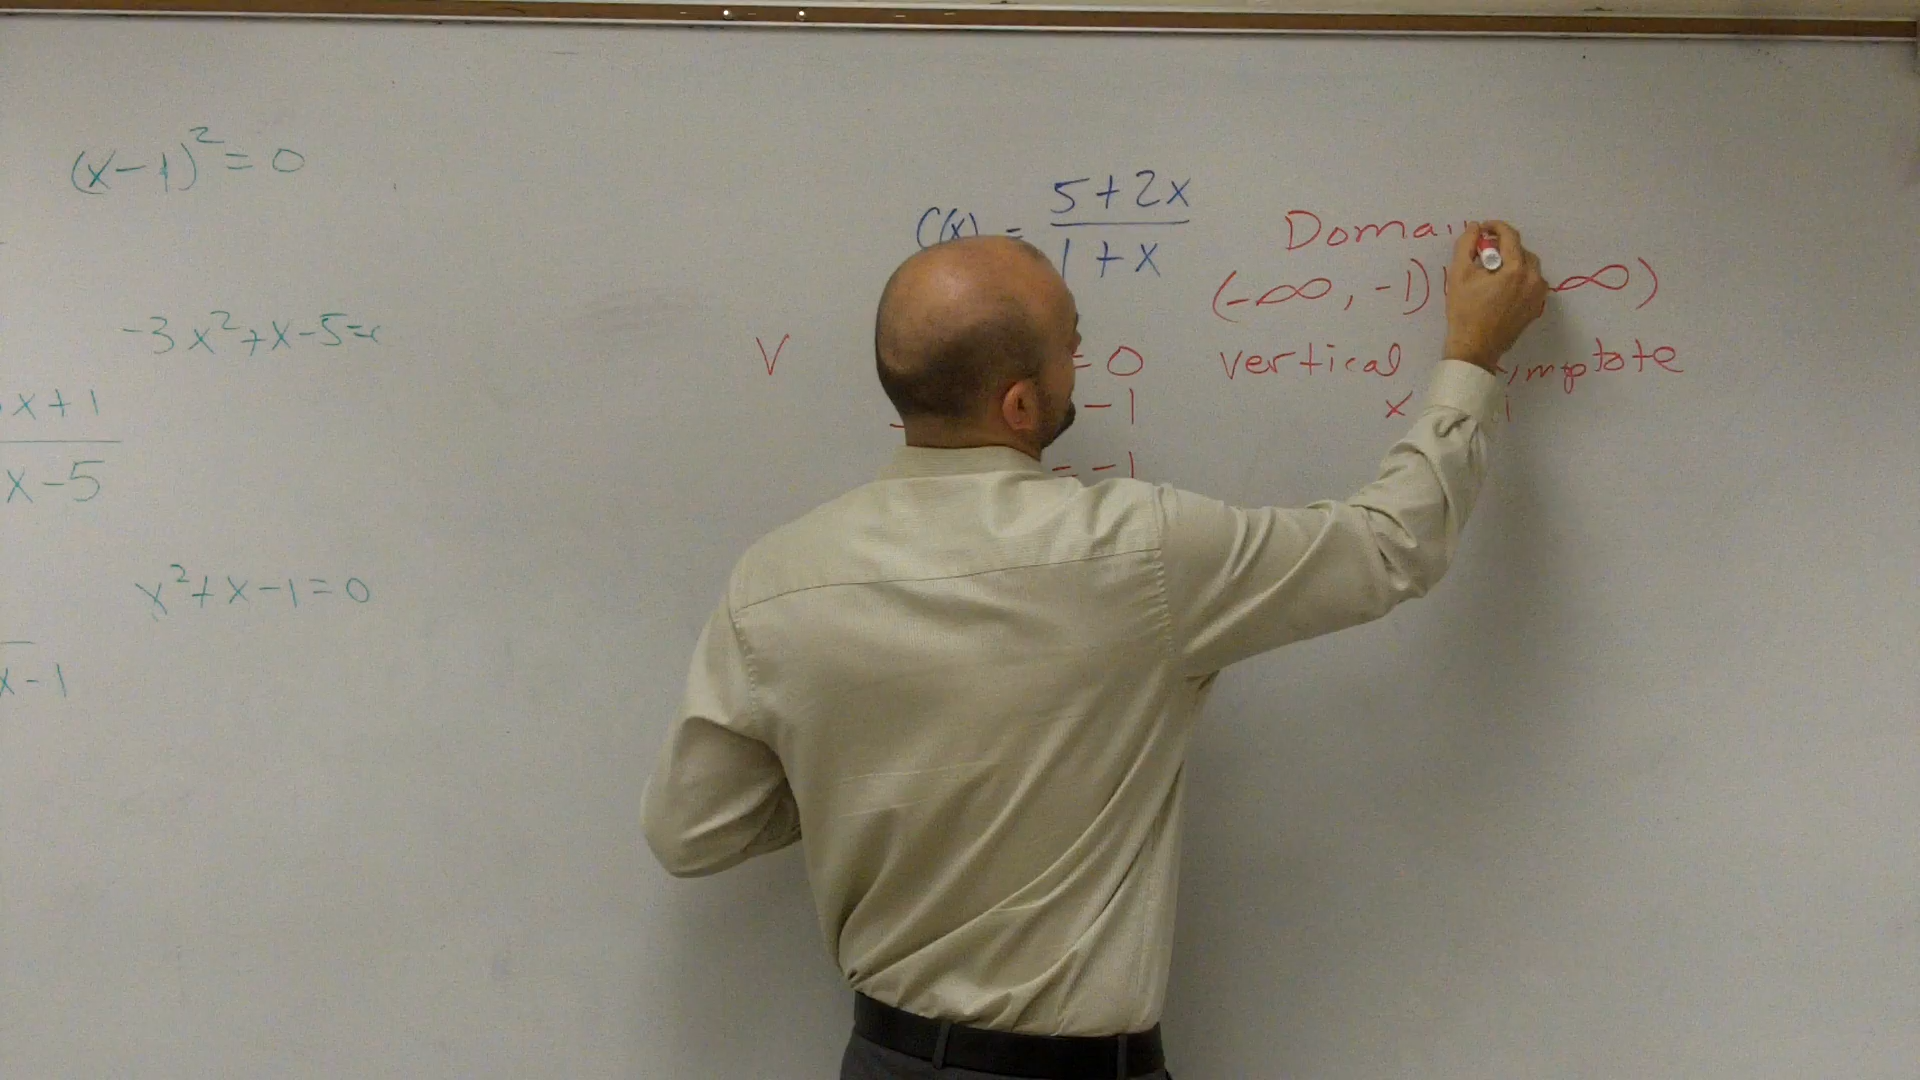 (x-1)² = 0
-3x²+x-5=
x+1
x-5
x²+x-1=0
x-1
C(x) = 5+2x
1+x
V
= 0
-1
= -1
Domain
(-∞, -1) ∞)
vertical
x